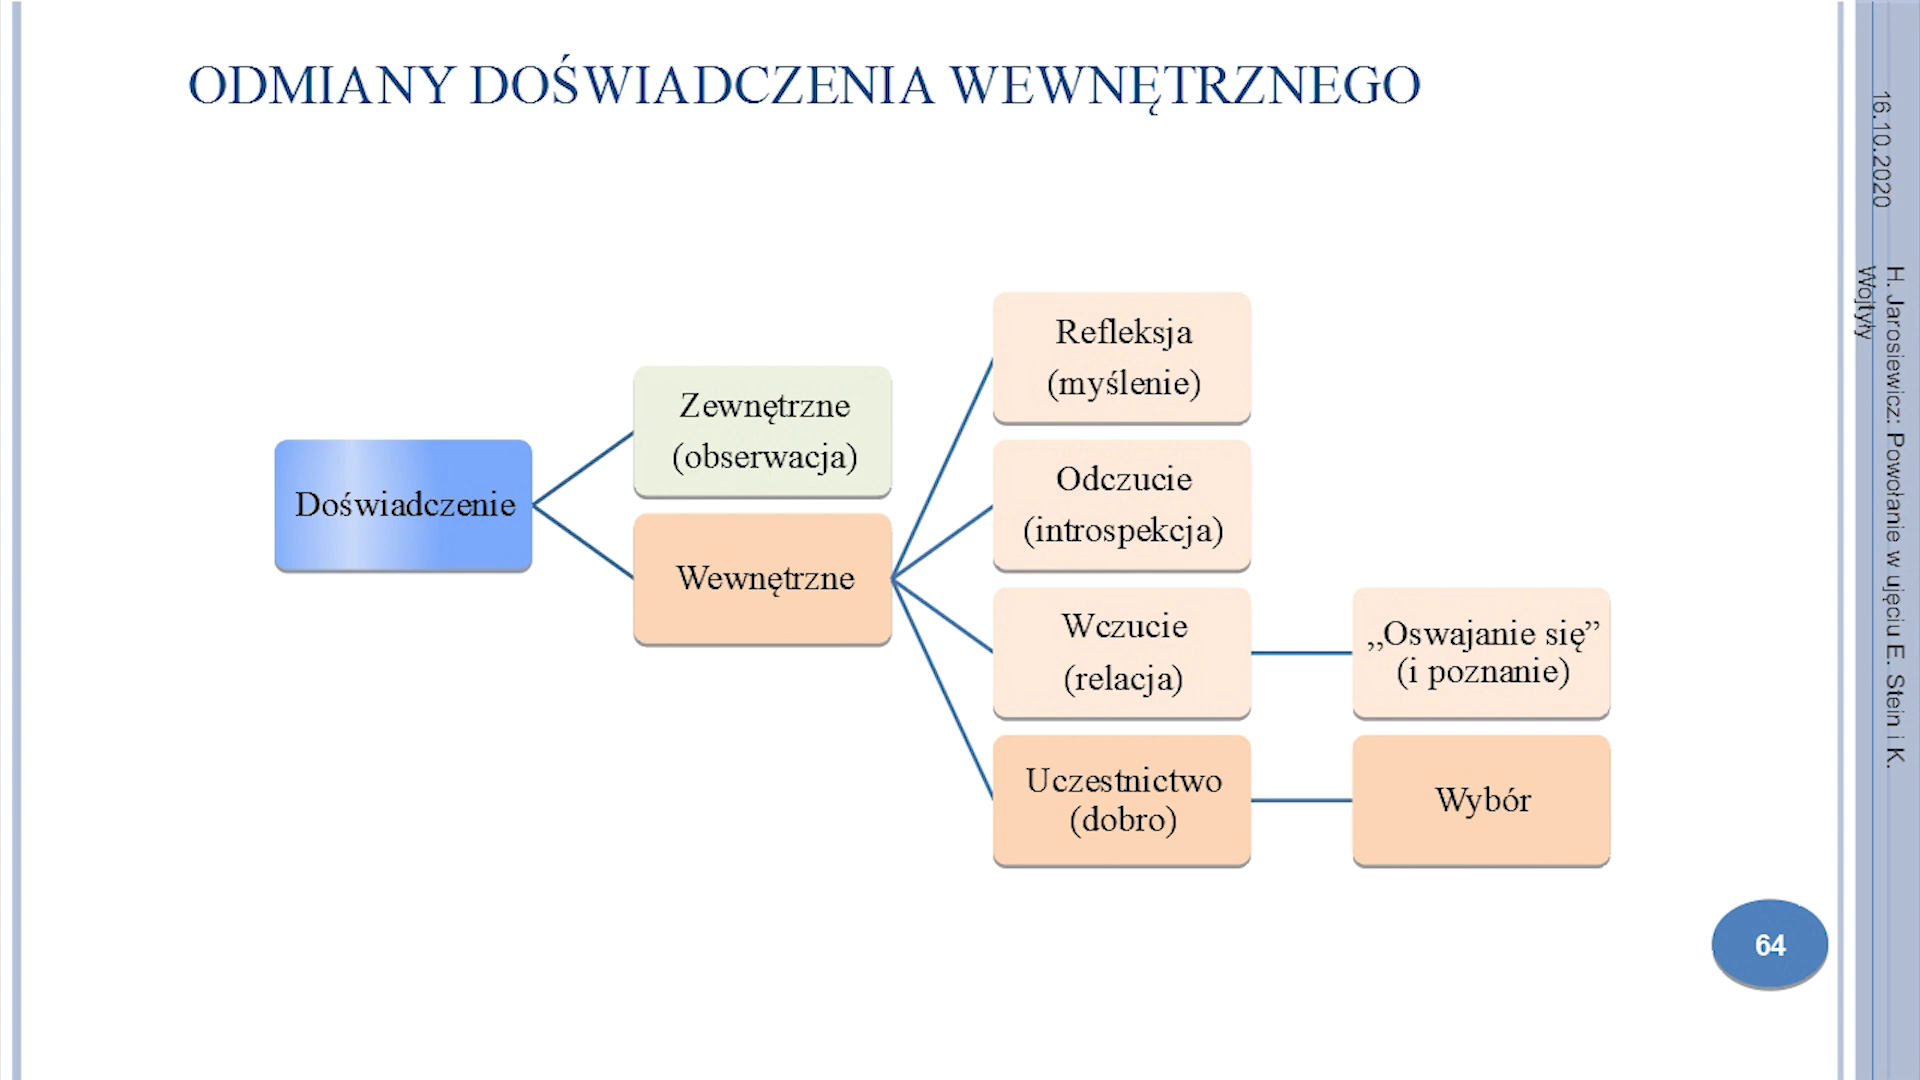 ODMIANY DOŚWIADCZENIA WEWNĘTRZNEGO
Doświadczenie
Zewnętrzne
(obserwacja)
Wewnętrzne
Refleksja
(myślenie)
Odczucie
(introspekcja)
Wczucie
(relacja)
Uczestnictwo
(dobro)
„Oswajanie się”
(i poznanie)
Wybór
16.10.2020
H. Jarosiewicz: Powołanie w ujęciu E. Stein i K.
Wojtyły
64